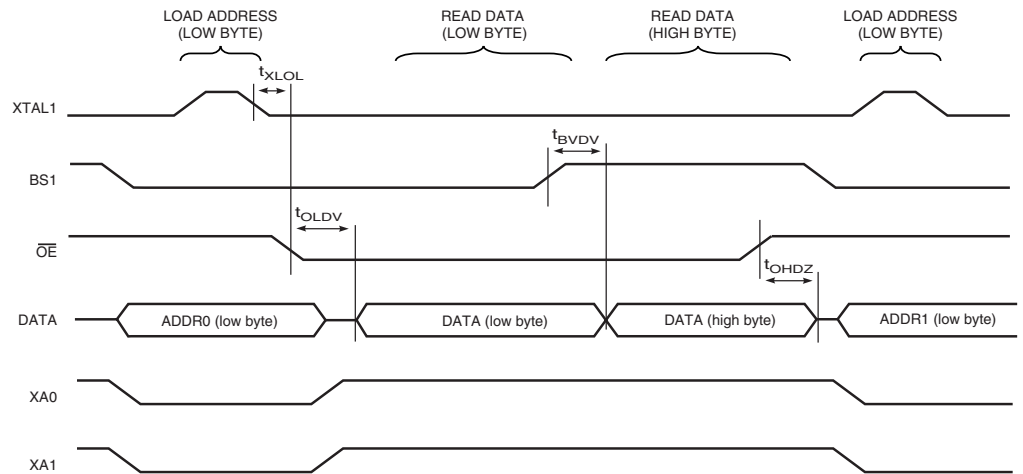 LOAD ADDRESS
(LOW BYTE)
READ DATA
(LOW BYTE)
READ DATA
(HIGH BYTE)
LOAD ADDRESS
(LOW BYTE)
tXLOL
XTAL1
tBVDV
BS1
tOLDV
OE
tOHDZ
DATA
ADDR0 (low byte)
DATA (low byte)
DATA (high byte)
ADDR1 (low byte)
XA0
XA1